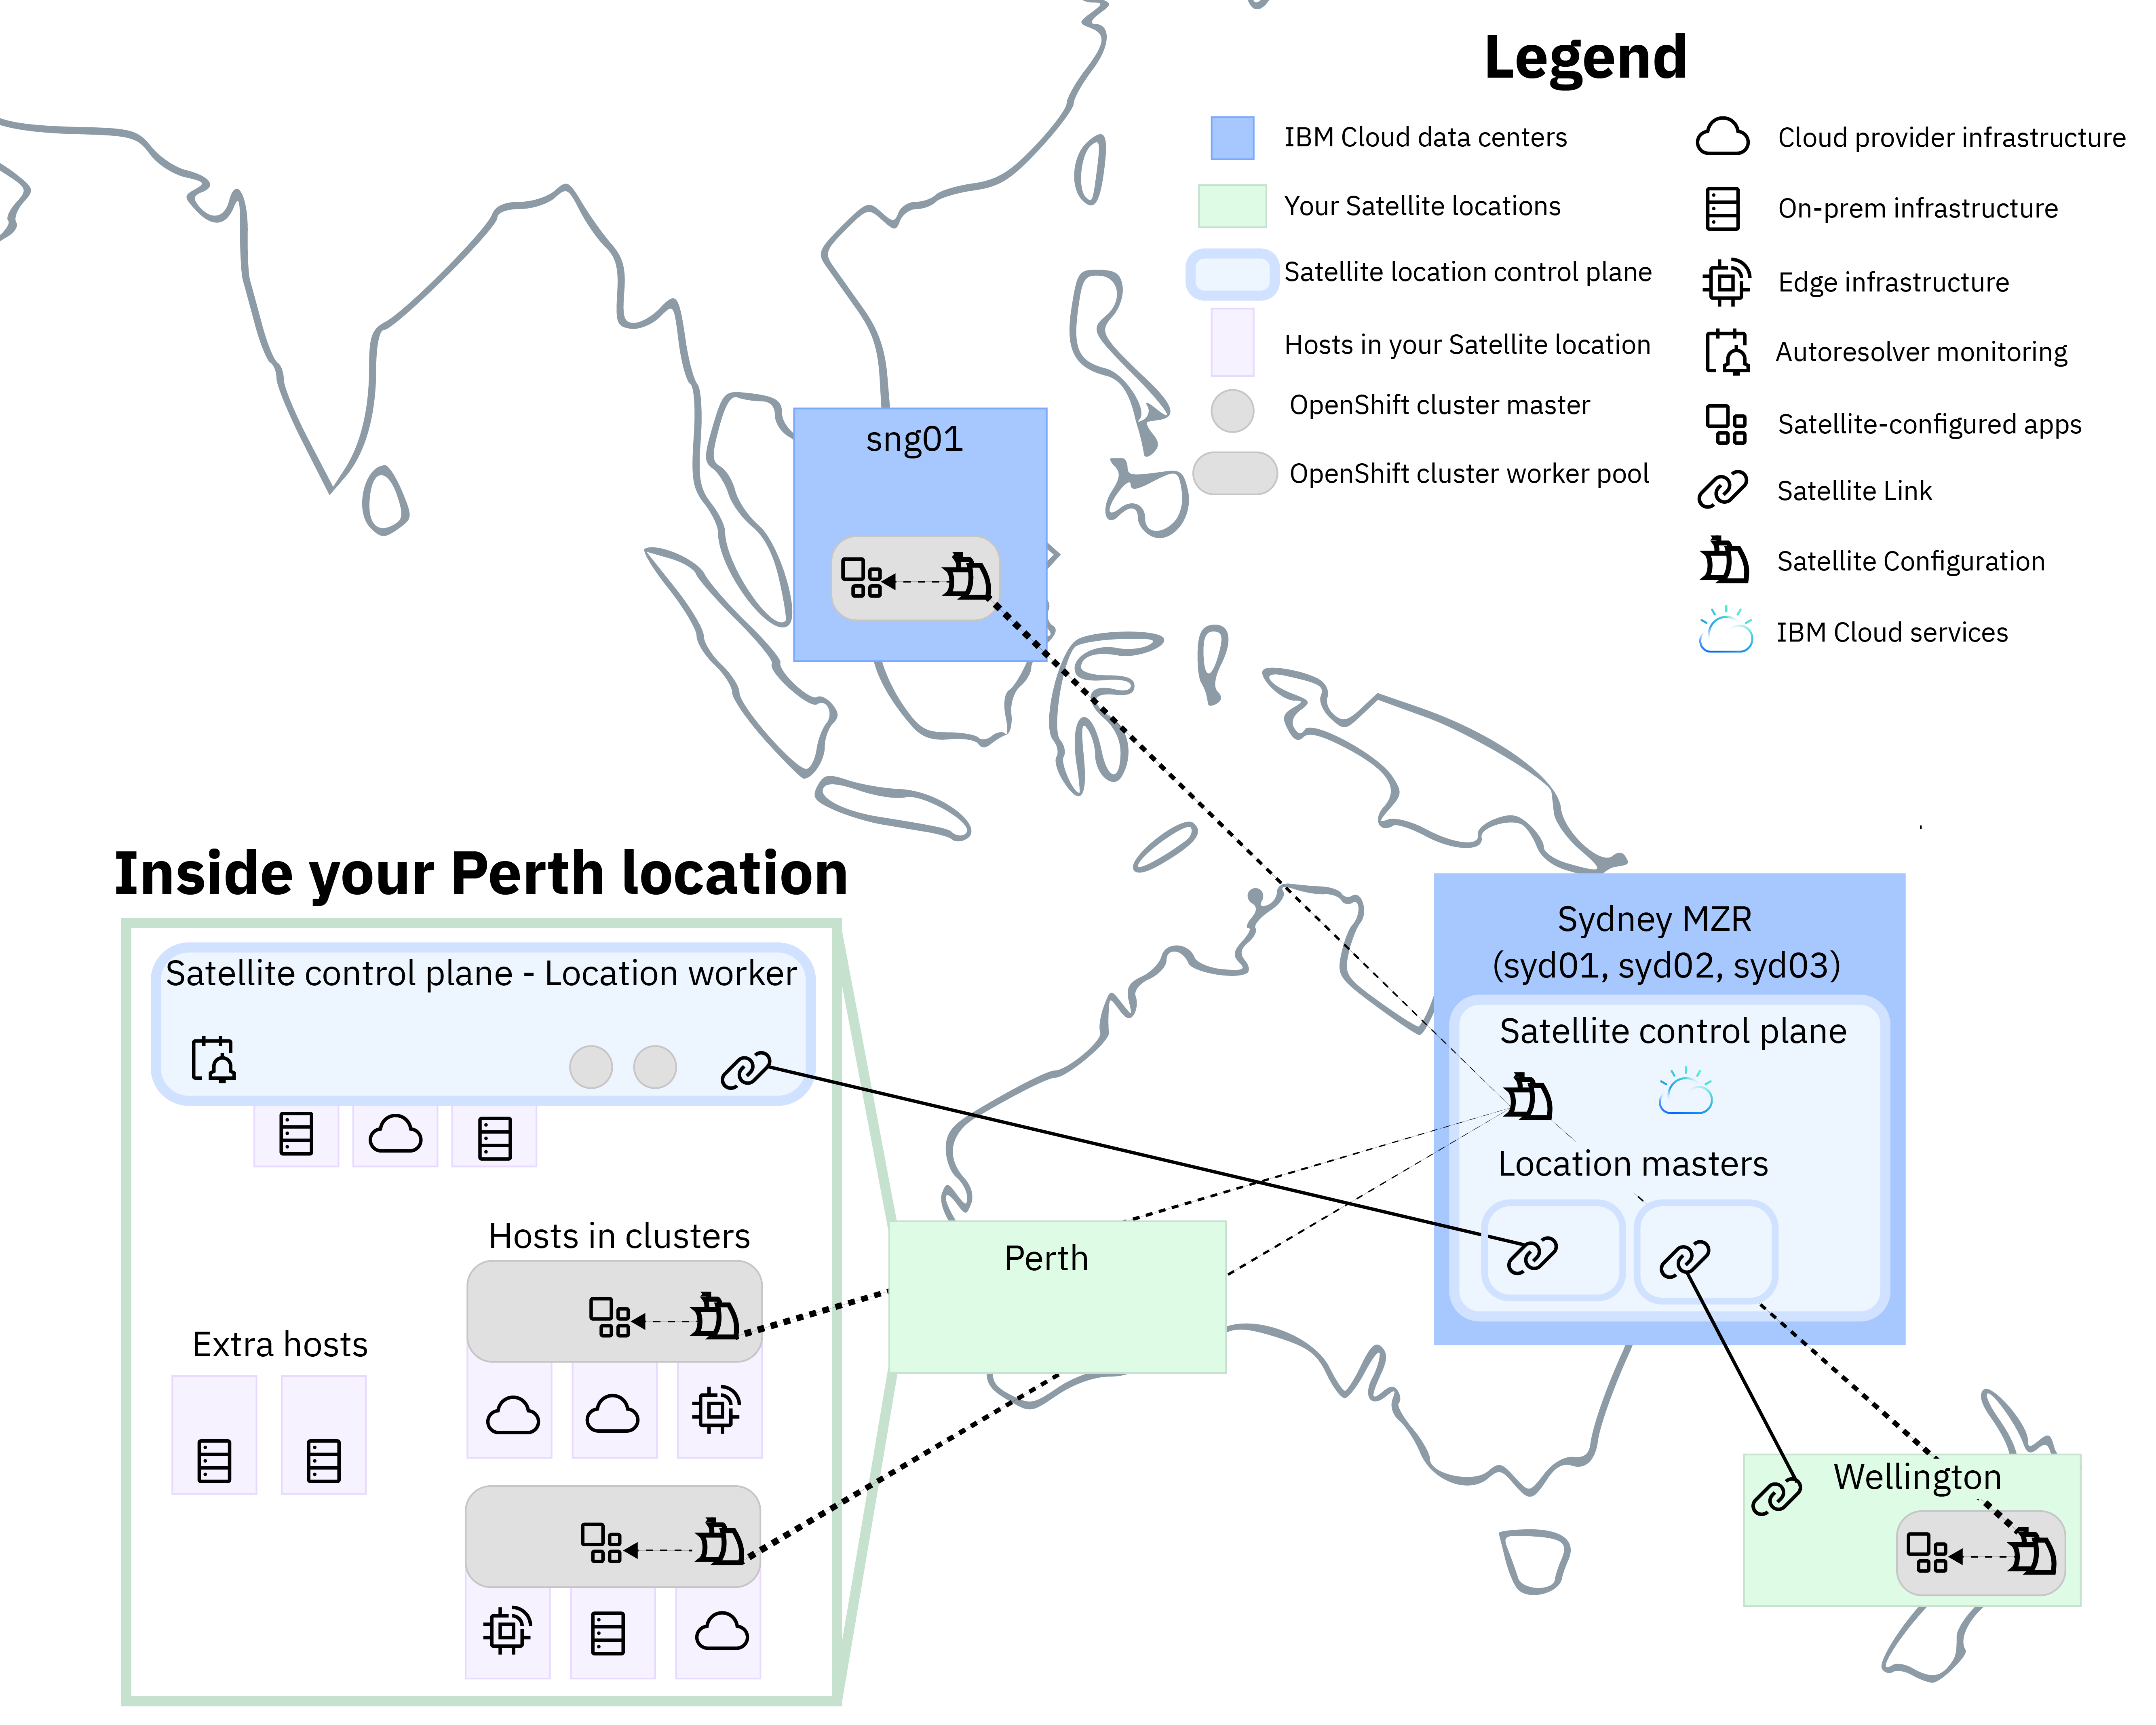 Legend
IBM Cloud data centers
Your Satellite locations
Satellite location control plane
Hosts in your Satellite location
OpenShift cluster master
OpenShift cluster worker pool
Cloud provider infrastructure
On-prem infrastructure
Edge infrastructure
Autoresolver monitoring
Satellite-configured apps
Satellite Link
Satellite Configuration
IBM Cloud services
sng01
Inside your Perth location
Satellite control plane - Location worker
Hosts in clusters
Extra hosts
Perth
Sydney MZR
(syd01, syd02, syd03)
Satellite control plane
Location masters
Wellington